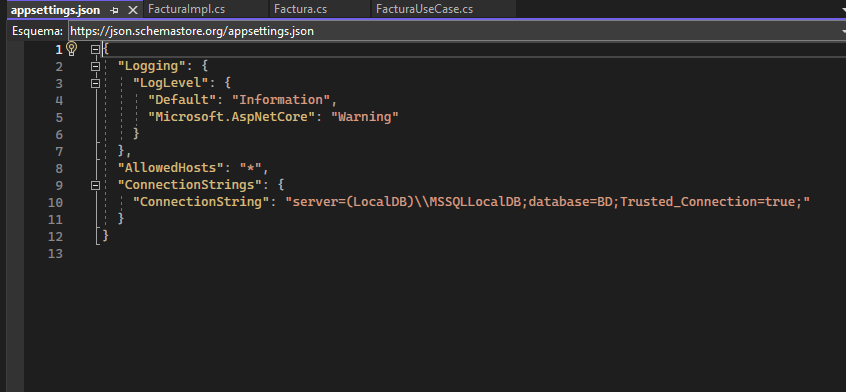 appsettings.json FacturaImpl.cs Factura.cs FacturaUseCase.cs
Esquema: https://json.schemastore.org/appsettings.json
1 {
2 "Logging": {
3 "LogLevel": {
4 "Default": "Information",
5 "Microsoft.AspNetCore": "Warning"
6 }
7 },
8 "AllowedHosts": "*",
9 "ConnectionStrings": {
10 "ConnectionString": "server=(LocalDB)\\MSSQLLocalDB;database=BD;Trusted_Connection=true;"
11 }
12 }
13